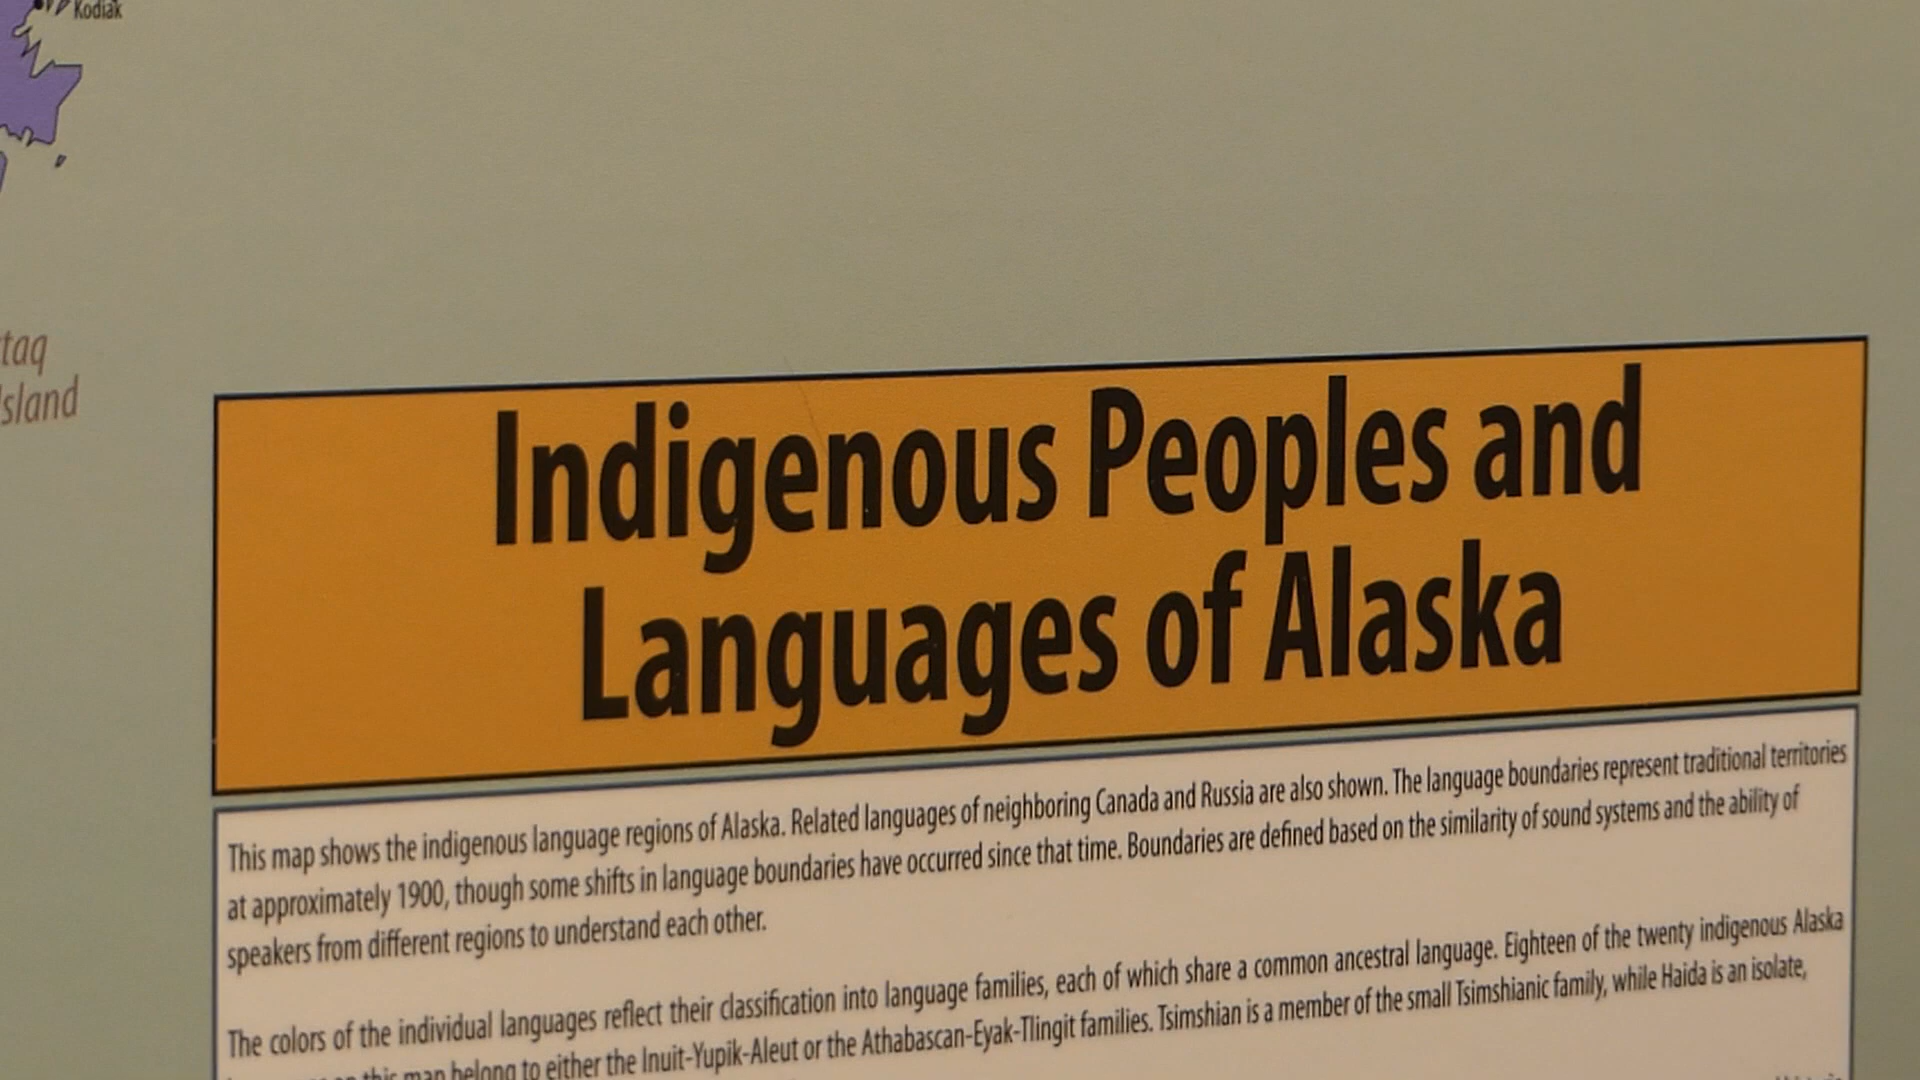 Kodiak
Island
Indigenous Peoples and
Languages of Alaska
This map shows the indigenous language regions of Alaska. Related languages of neighboring Canada and Russia are also shown. The language boundaries represent traditional territories
at approximately 1900, though some shifts in language boundaries have occurred since that time. Boundaries are defined based on the similarity of sound systems and the ability of
speakers from different regions to understand each other.
The colors of the individual languages reflect their classification into language families, each of which share a common ancestral language. Eighteen of the twenty indigenous Alaska
this map belong to either the Inuit-Yupik-Aleut or the Athabascan-Eyak-Tlingit families. Tsimshian is a member of the small Tsimshianic family, while Haida is an isolate,